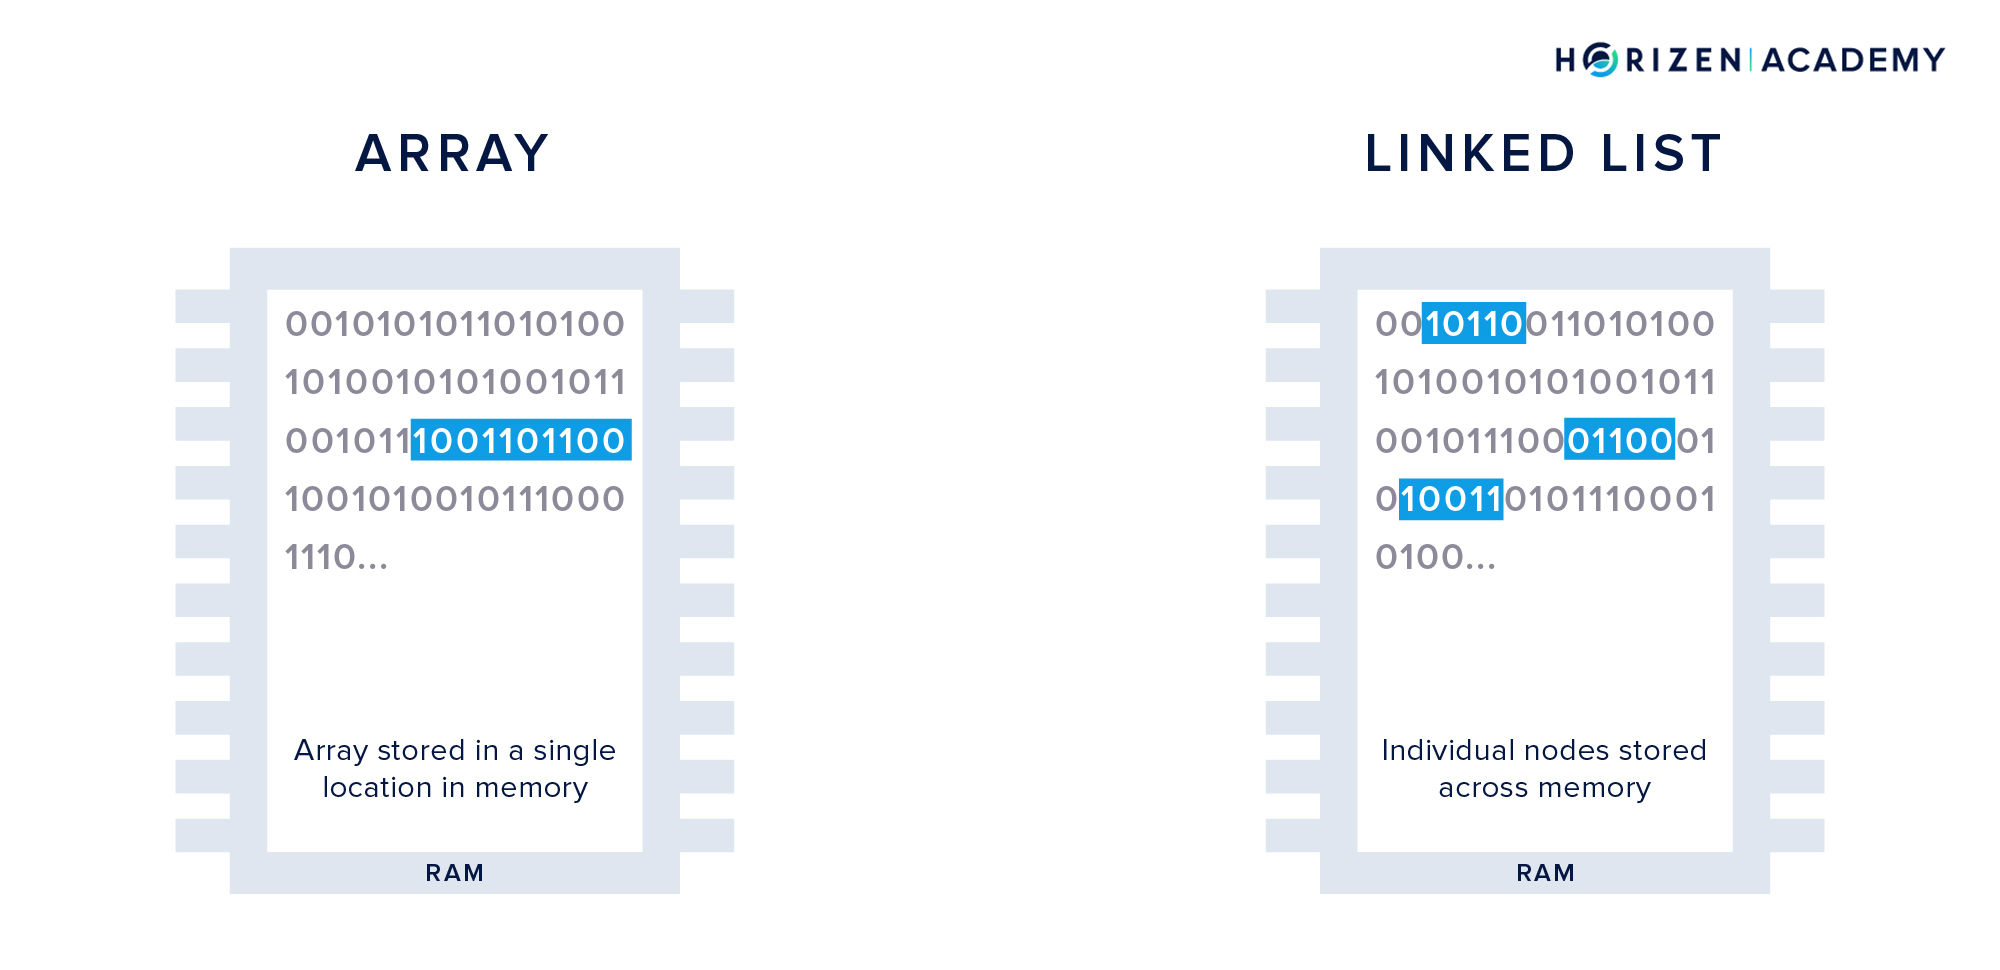 HORIZEN | ACADEMY
ARRAY
0010101011010100
1010010101001011
0010111001101100
1001010010111000
1110...
Array stored in a single
location in memory
RAM
LINKED LIST
0010110011010100
1010010101001011
0010111000110001
0100110101110001
0100...
Individual nodes stored
across memory
RAM